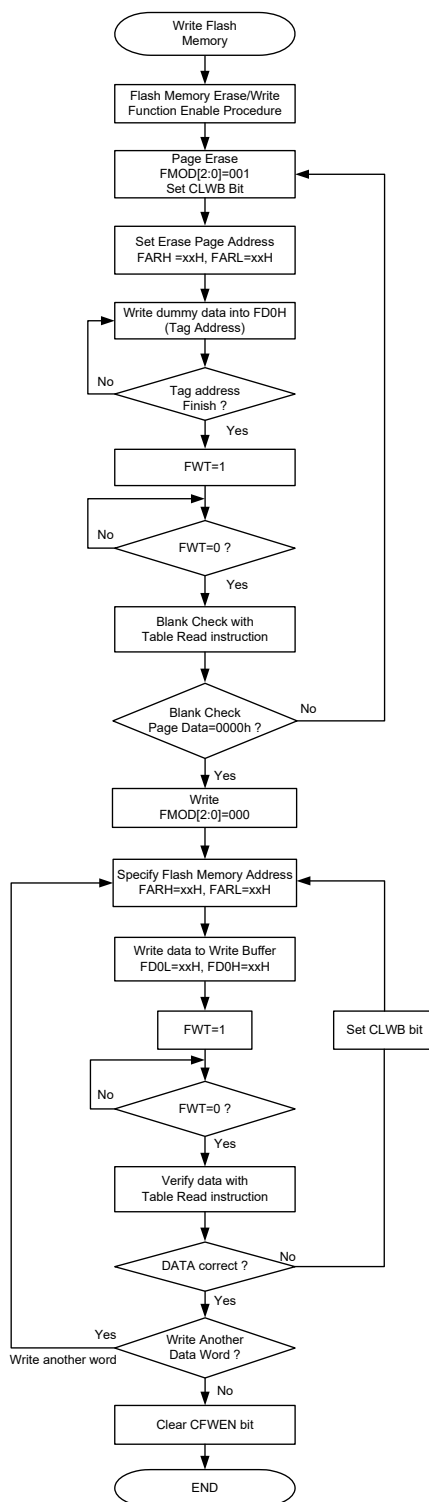 Write Flash
Memory
Flash Memory Erase/Write
Function Enable Procedure
Page Erase
FMOD[2:0]=001
Set CLWB Bit
Set Erase Page Address
FARH =xxH, FARL=xxH
Write dummy data into FD0H
(Tag Address)
No
Tag address
Finish ?
Yes
FWT=1
No
FWT=0 ?
Yes
Blank Check with
Table Read instruction
No
Blank Check
Page Data=0000h ?
Yes
Write
FMOD[2:0]=000
Specify Flash Memory Address
FARH=xxH, FARL=xxH
Write data to Write Buffer
FD0L=xxH, FD0H=xxH
FWT=1
Set CLWB bit
No
FWT=0 ?
Yes
Verify data with
Table Read instruction
DATA correct ?
No
Yes
Yes
Write another word
Write Another
Data Word ?
No
Clear CFWEN bit
END